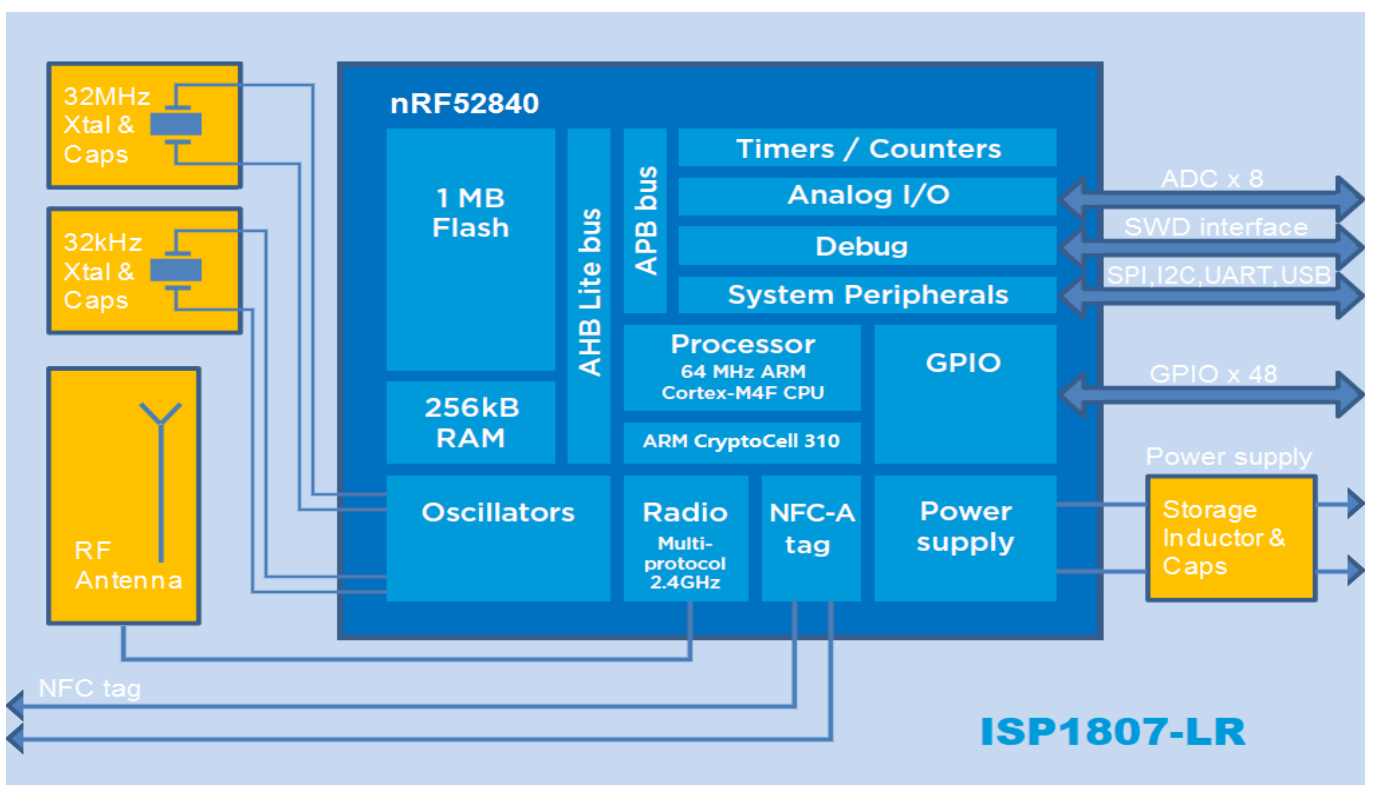 32MHz
Xtal &
Caps
32kHz
Xtal &
Caps
RF
Antenna
nRF52840
1 MB
Flash
256kB
RAM
AHB Lite bus
APB bus
Timers / Counters
Analog I/O
Debug
System Peripherals
Processor
64 MHz ARM
Cortex-M4F CPU
ARM CryptoCell 310
GPIO
Oscillators
Radio
Multi-
protocol
2.4GHz
NFC-A
tag
Power
supply
ADC x 8
SWD interface
SPI,I2C,UART,USB
GPIO x 48
Power supply
Storage
Inductor &
Caps
NFC tag
ISP1807-LR